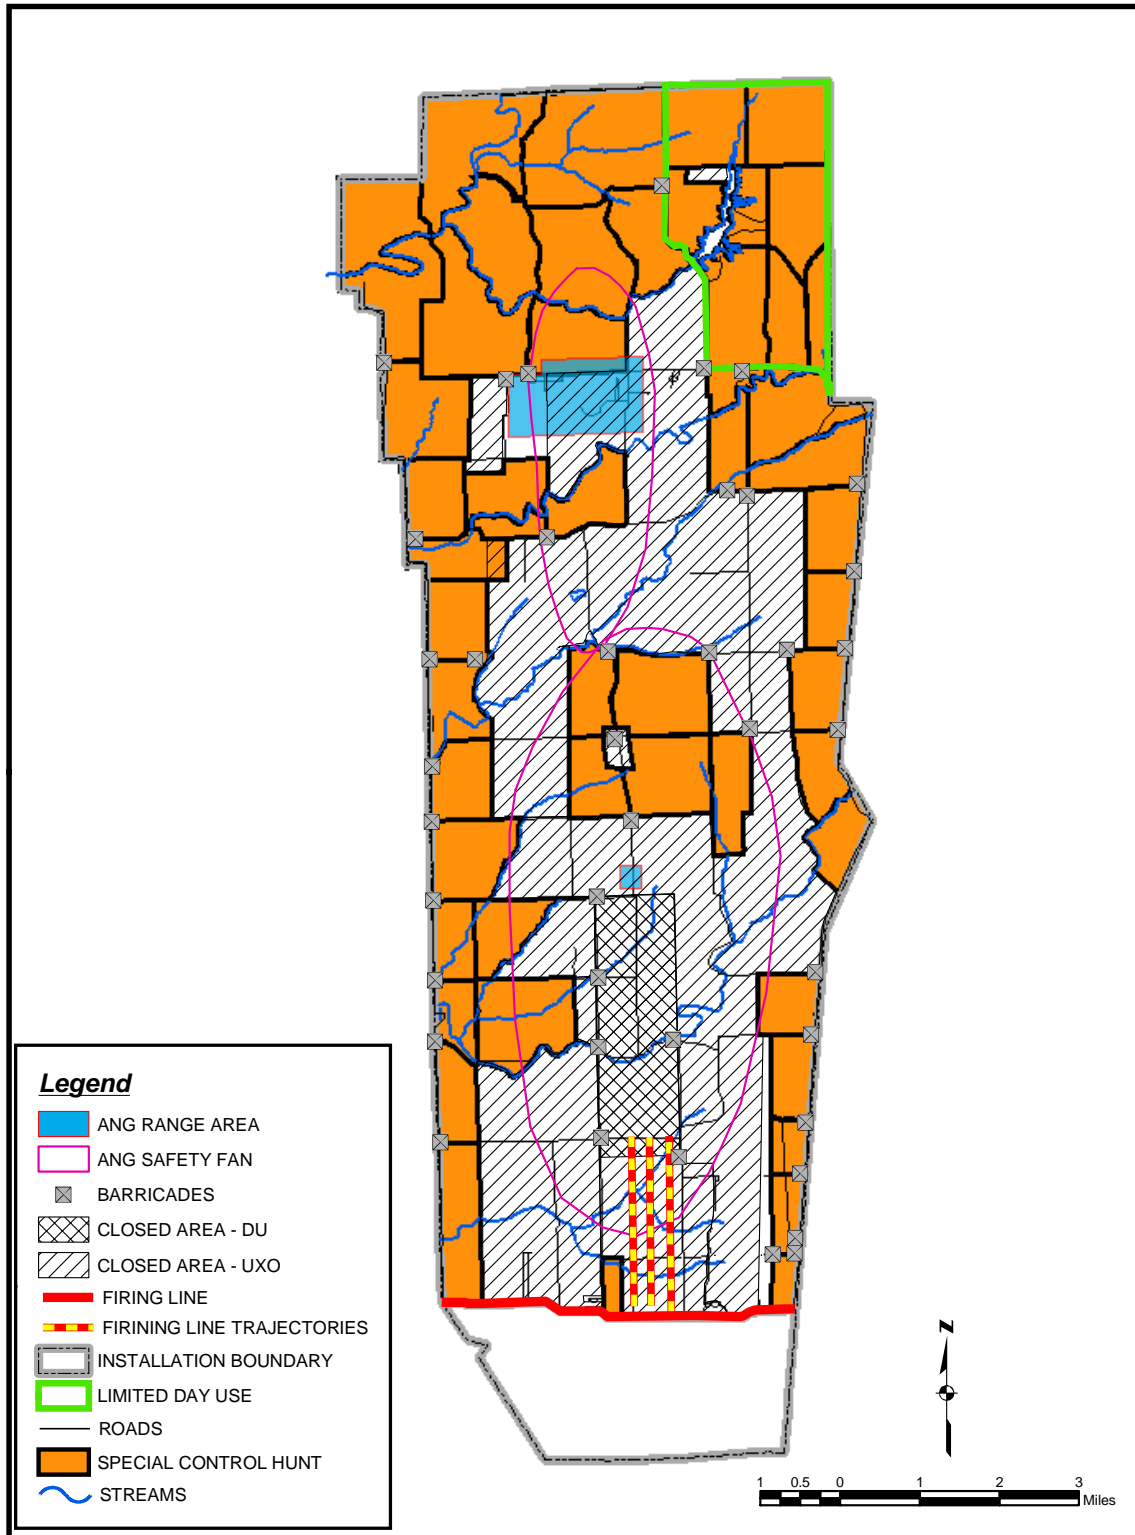 Legend
ANG RANGE AREA
ANG SAFETY FAN
BARRICADES
CLOSED AREA - DU
CLOSED AREA - UXO
FIRING LINE
FIRINING LINE TRAJECTORIES
INSTALLATION BOUNDARY
LIMITED DAY USE
ROADS
SPECIAL CONTROL HUNT
STREAMS
N
1 0.5 0 1 2 3
Miles